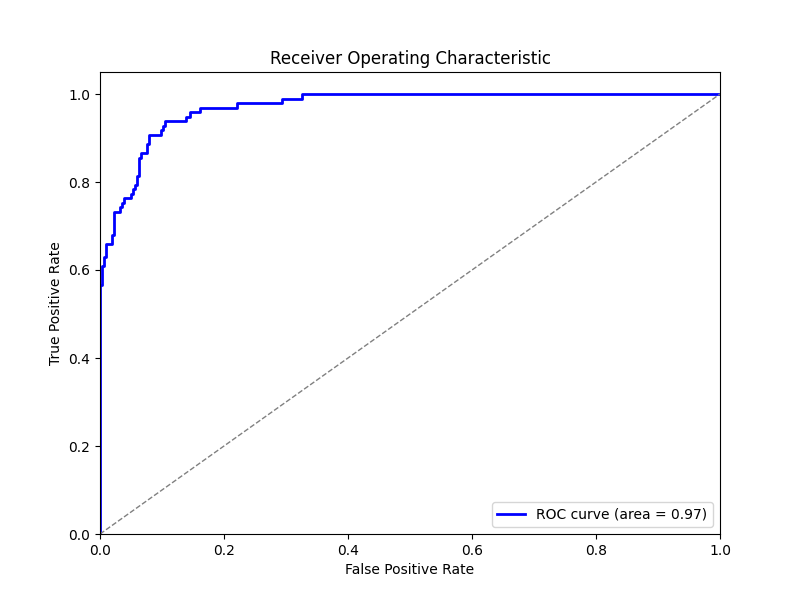 Receiver Operating Characteristic
True Positive Rate
1.0
0.8
0.6
0.4
0.2
0.0
0.0 0.2 0.4 0.6 0.8 1.0
False Positive Rate
ROC curve (area = 0.97)